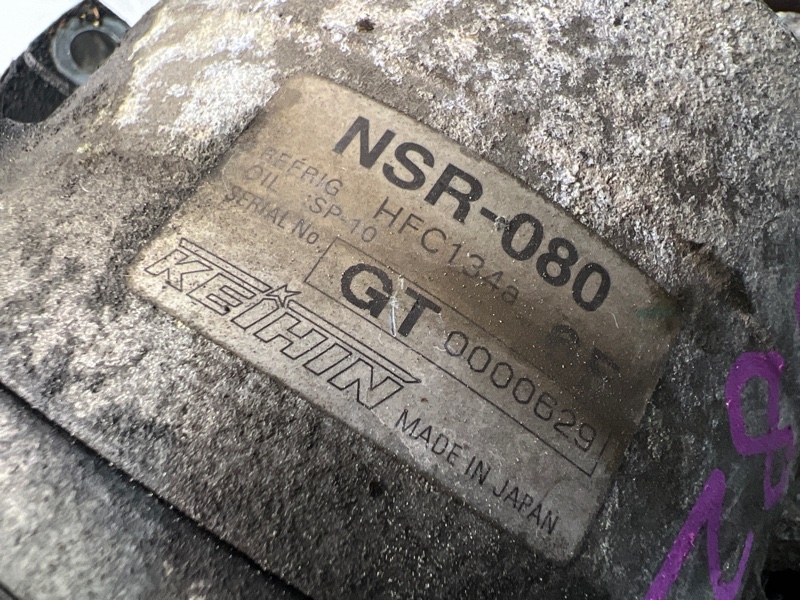 NSR-080
REFRIG HFC134a
OIL SP-10
SERIAL No.
GT 0000629
KEIHIN
MADE IN JAPAN